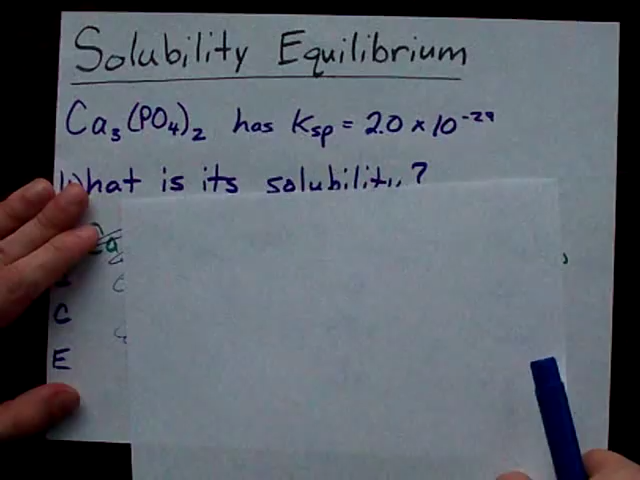 Solubility Equilibrium
Ca₃(PO₄)₂ has Ksp = 2.0 × 10⁻²⁹
What is its solubility?
C
E